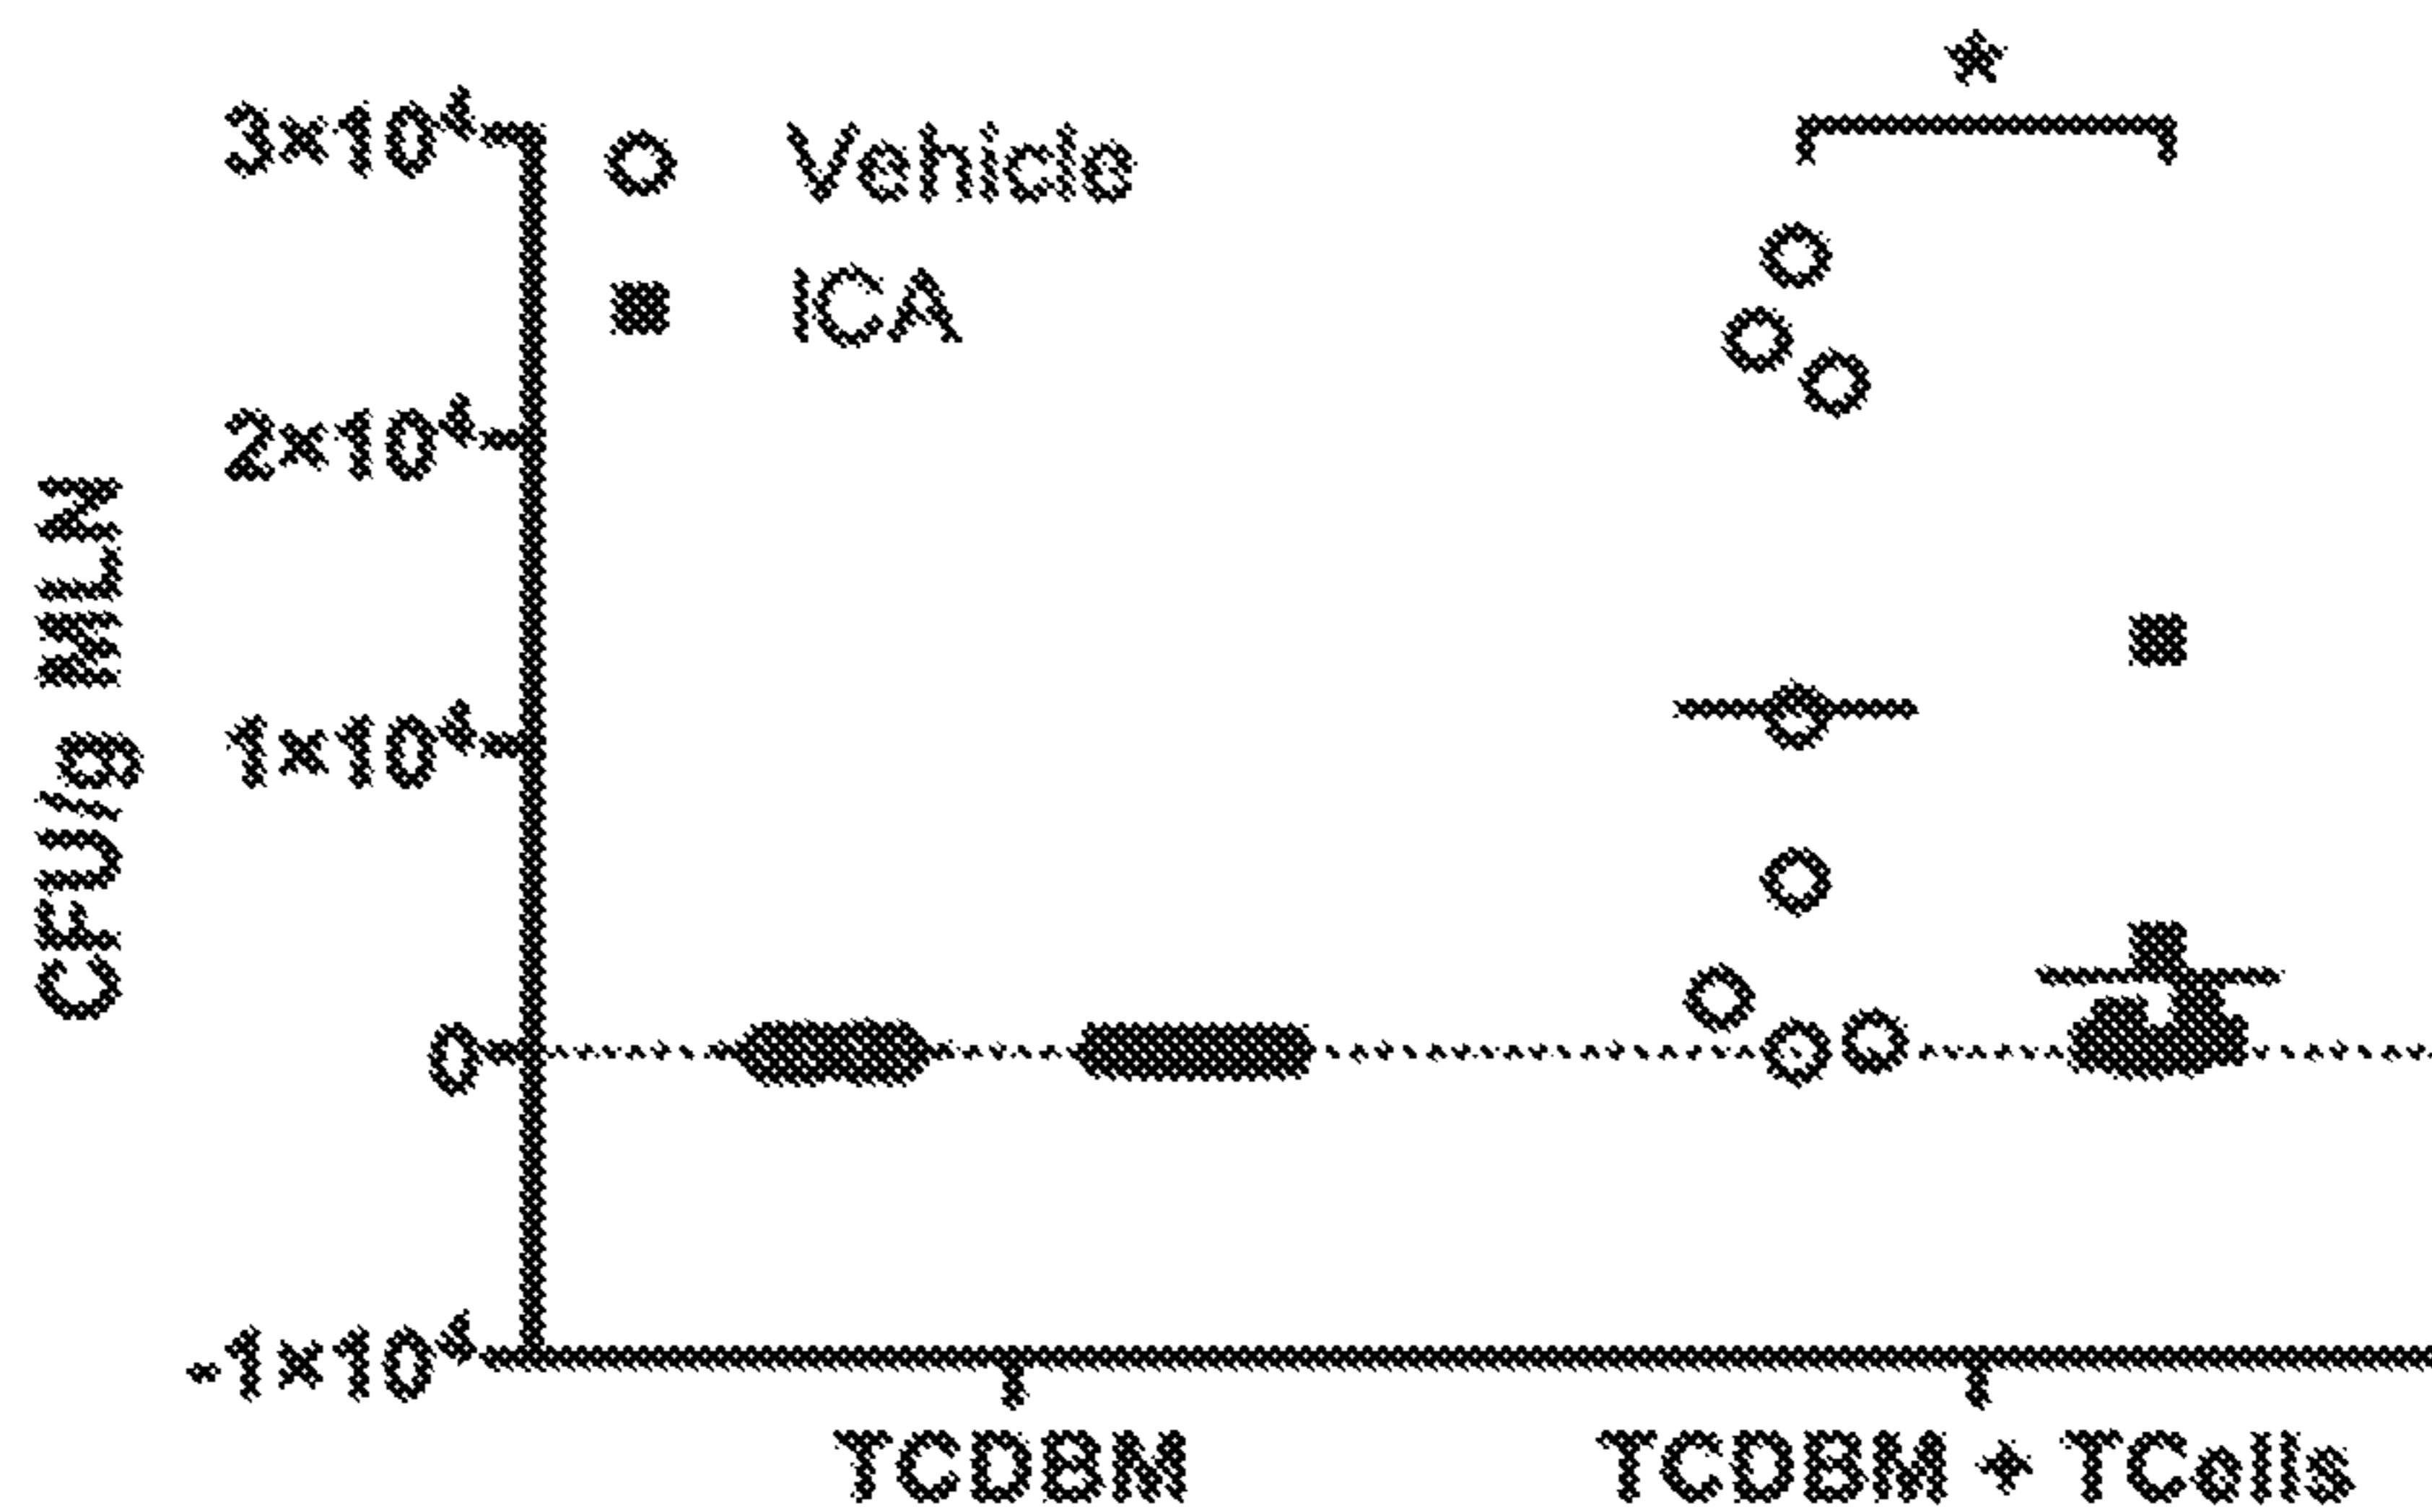 CFU/g MLN
3×10⁴
2×10⁴
1×10⁴
0
-1×10⁴
Vehicle
ICA
*
TCDBM
TCDBM + TCells